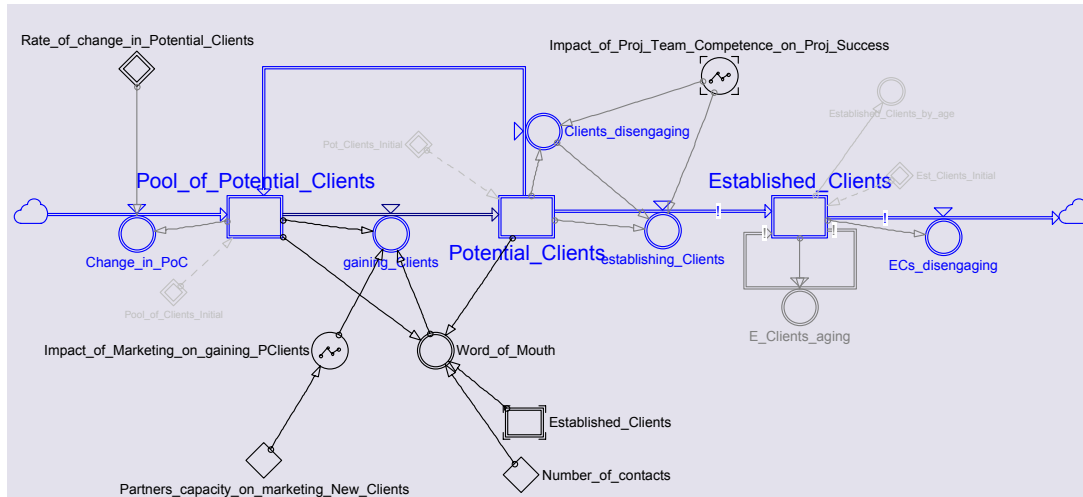 Rate_of_change_in_Potential_Clients
Impact_of_Proj_Team_Competence_on_Proj_Success
Established_Clients_by_age
Clients_disengaging
Pot_Clients_Initial
Est_Clients_Initial
Pool_of_Potential_Clients
Established_Clients
!
!
!
!
Potential_Clients
Change_in_PoC
gaining_Clients
establishing_Clients
ECs_disengaging
Pool_of_Clients_Initial
E_Clients_aging
Impact_of_Marketing_on_gaining_PClients
Word_of_Mouth
Established_Clients
Number_of_contacts
Partners_capacity_on_marketing_New_Clients